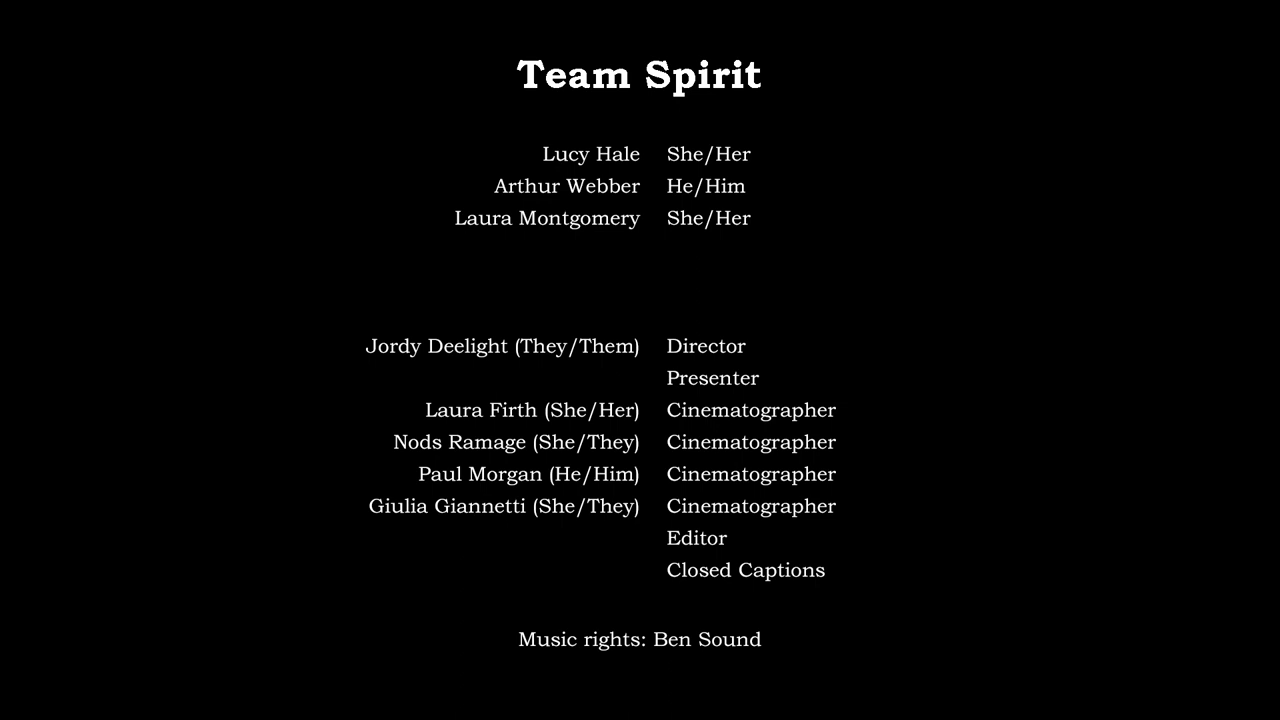 Team Spirit
Lucy Hale She/Her
Arthur Webber He/Him
Laura Montgomery She/Her
Jordy Deelight (They/Them) Director
Presenter
Laura Firth (She/Her) Cinematographer
Nods Ramage (She/They) Cinematographer
Paul Morgan (He/Him) Cinematographer
Giulia Giannetti (She/They) Cinematographer
Editor
Closed Captions
Music rights: Ben Sound